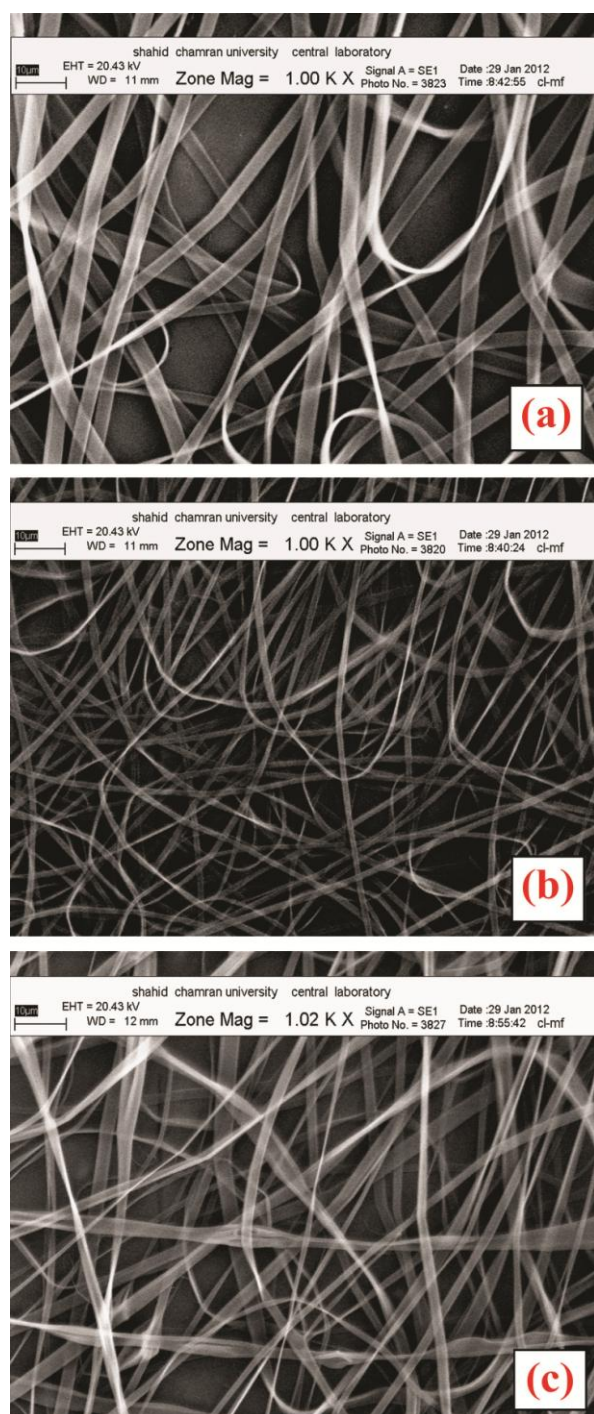 shahid chamran university central laboratory
10µm EHT = 20.43 kV Signal A = SE1 Date :29 Jan 2012
WD = 11 mm Zone Mag = 1.00 K X Photo No. = 3823 Time :8:42:55 cl-mf
(a)
shahid chamran university central laboratory
10µm EHT = 20.43 kV Signal A = SE1 Date :29 Jan 2012
WD = 11 mm Zone Mag = 1.00 K X Photo No. = 3820 Time :8:40:24 cl-mf
(b)
shahid chamran university central laboratory
10µm EHT = 20.43 kV Signal A = SE1 Date :29 Jan 2012
WD = 12 mm Zone Mag = 1.02 K X Photo No. = 3827 Time :8:55:42 cl-mf
(c)